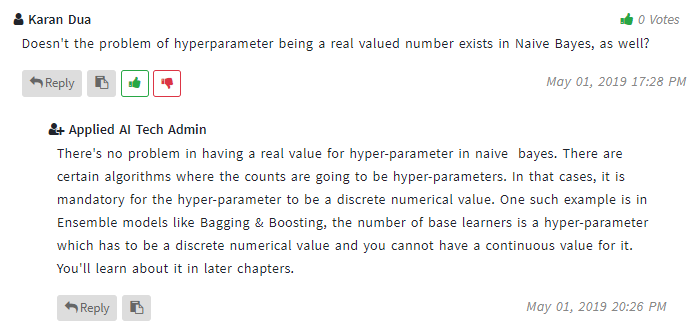 Karan Dua 0 Votes
Doesn't the problem of hyperparameter being a real valued number exists in Naive Bayes, as well?
Reply May 01, 2019 17:28 PM
Applied AI Tech Admin
There's no problem in having a real value for hyper-parameter in naive bayes. There are
certain algorithms where the counts are going to be hyper-parameters. In that cases, it is
mandatory for the hyper-parameter to be a discrete numerical value. One such example is in
Ensemble models like Bagging & Boosting, the number of base learners is a hyper-parameter
which has to be a discrete numerical value and you cannot have a continuous value for it.
You'll learn about it in later chapters.
Reply May 01, 2019 20:26 PM